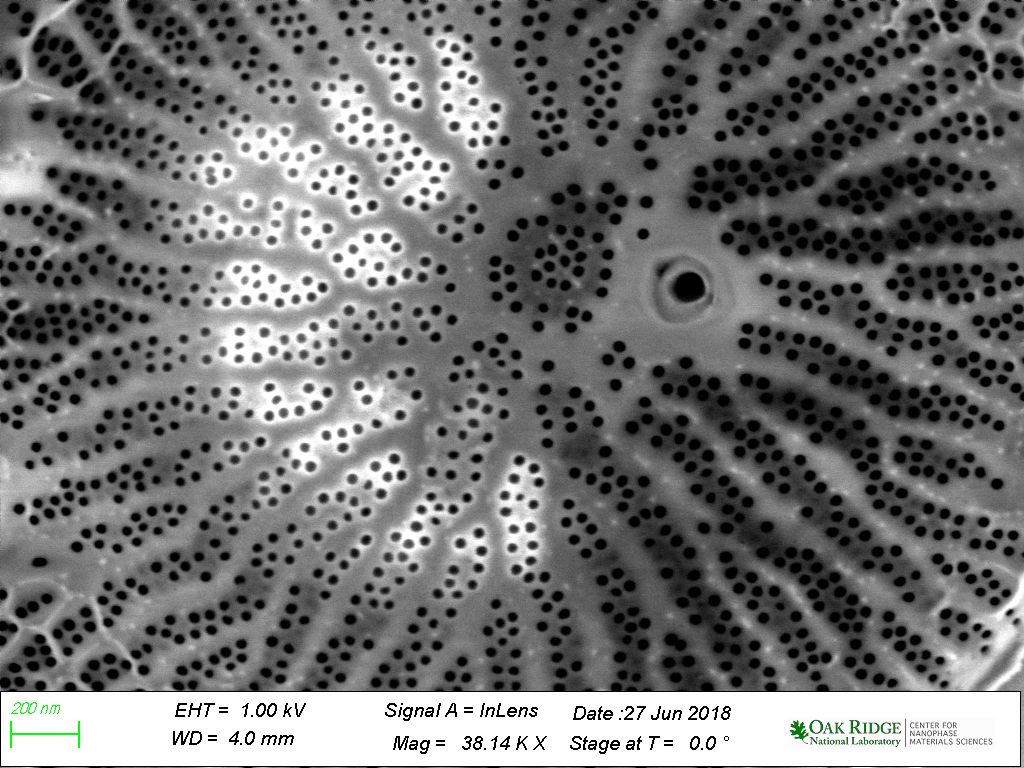 200 nm
EHT = 1.00 kV
Signal A = InLens
Date :27 Jun 2018
WD = 4.0 mm
Mag = 38.14 K X
Stage at T = 0.0 °
OAK RIDGE
National Laboratory
CENTER FOR
NANOPHASE
MATERIALS SCIENCES